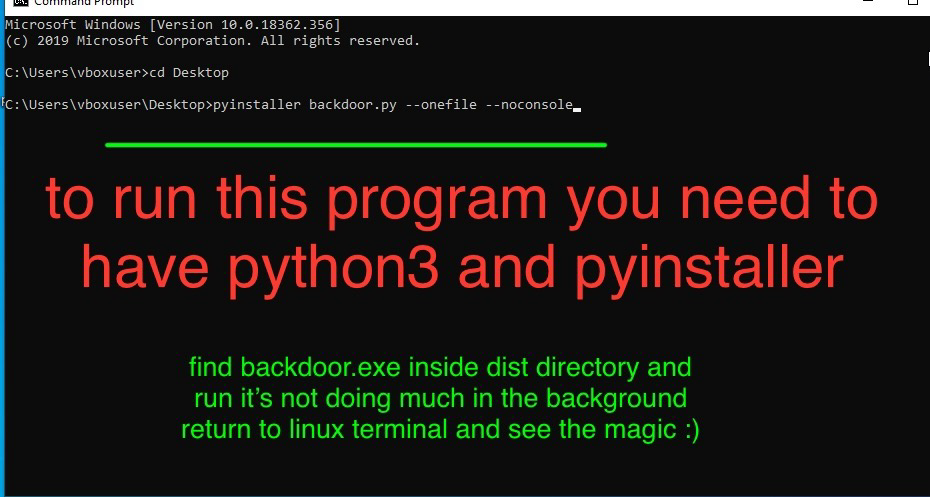 Command Prompt
Microsoft Windows [Version 10.0.18362.356]
(c) 2019 Microsoft Corporation. All rights reserved.
C:\Users\vboxuser>cd Desktop
C:\Users\vboxuser\Desktop>pyinstaller backdoor.py --onefile --noconsole
to run this program you need to
have python3 and pyinstaller
find backdoor.exe inside dist directory and
run it’s not doing much in the background
return to linux terminal and see the magic :)